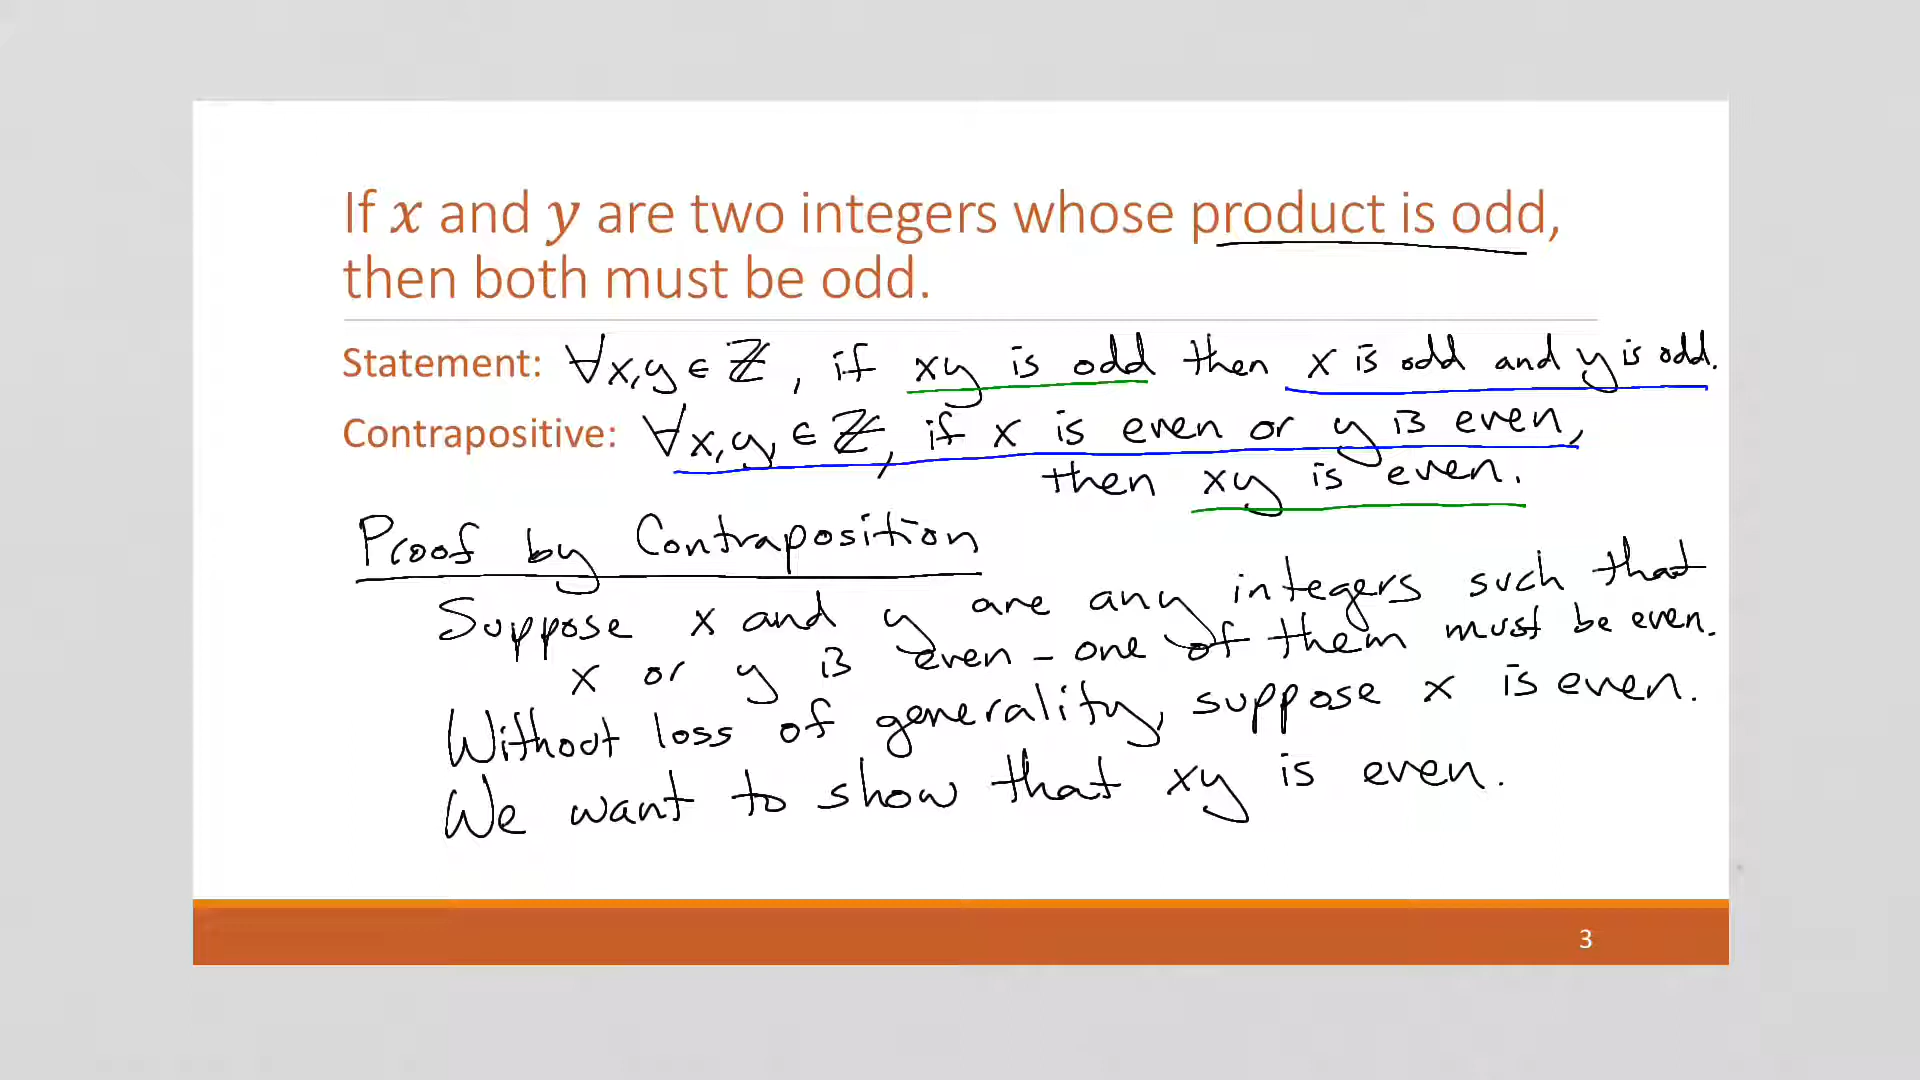 If x and y are two integers whose product is odd,
then both must be odd.
Statement: ∀x,y ∈ ℤ, if xy is odd then x is odd and y is odd.
Contrapositive: ∀x,y, ∈ ℤ, if x is even or y is even,
then xy is even.
Proof by Contraposition
Suppose x and y are any integers such that
x or y is even - one of them must be even.
Without loss of generality, suppose x is even.
We want to show that xy is even.
3